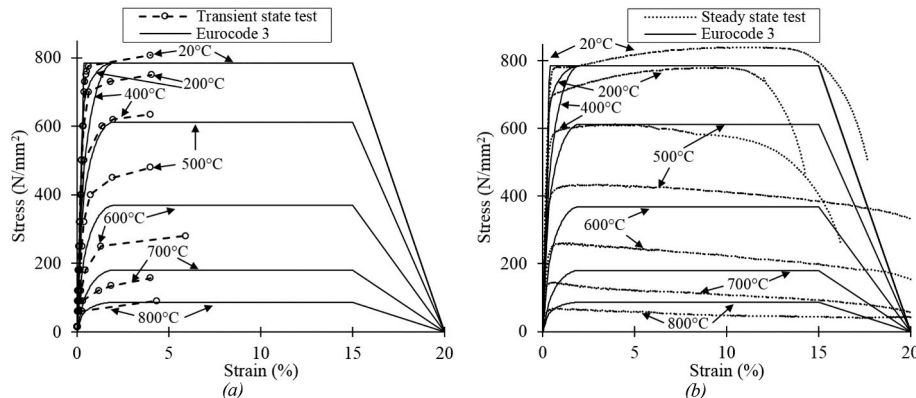 Transient state test
Eurocode 3
Stress (N/mm²)
800
600
400
200
0
20°C
200°C
400°C
500°C
600°C
700°C
800°C
0
5
10
15
20
Strain (%)
(a)
Steady state test
Eurocode 3
Stress (N/mm²)
800
600
400
200
0
20°C
200°C
400°C
500°C
600°C
700°C
800°C
0
5
10
15
20
Strain (%)
(b)